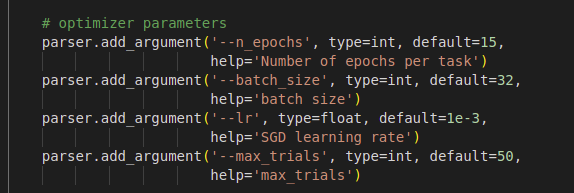 # optimizer parameters
parser.add_argument('--n_epochs', type=int, default=15,
help='Number of epochs per task')
parser.add_argument('--batch_size', type=int, default=32,
help='batch size')
parser.add_argument('--lr', type=float, default=1e-3,
help='SGD learning rate')
parser.add_argument('--max_trials', type=int, default=50,
help='max_trials')